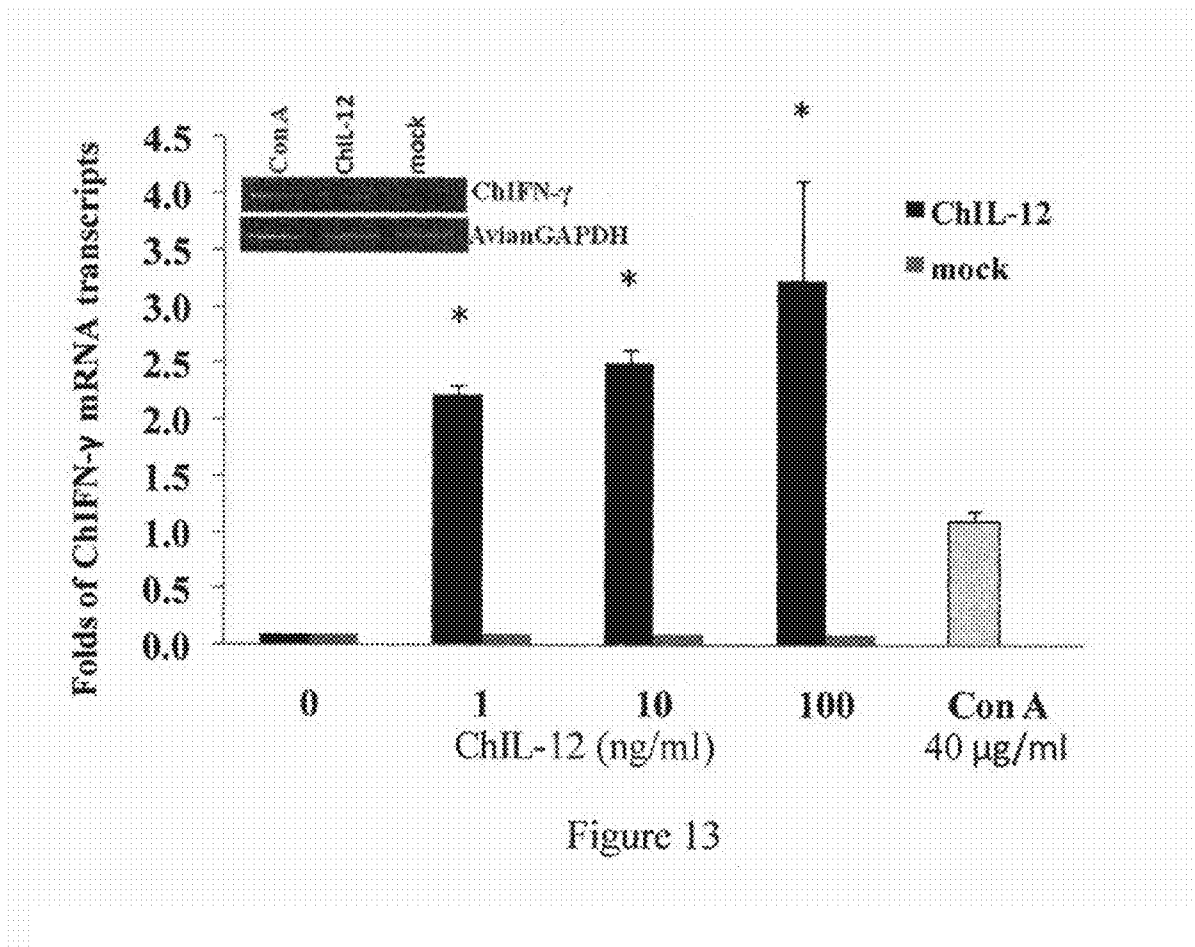 Con A
ChIL-12
mock
ChIFN-γ
AvianGAPDH
*
*
*
ChIL-12
mock
Folds of ChIFN-γ mRNA transcripts
4.5
4.0
3.5
3.0
2.5
2.0
1.5
1.0
0.5
0.0
0 1 10 100 Con A
ChIL-12 (ng/ml) 40 µg/ml
Figure 13